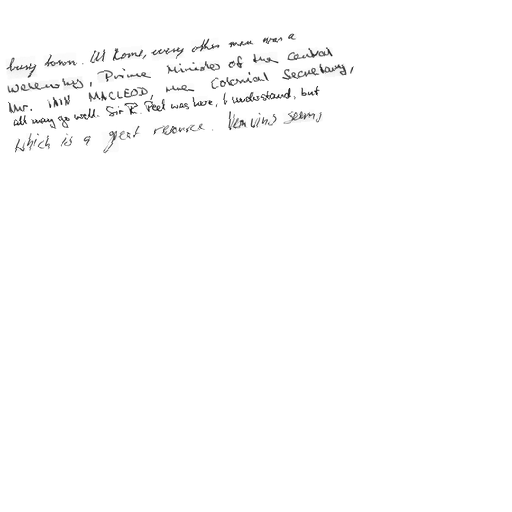 busy town. At Rome, every other man was a
Welensky, Prime Minister of the Central
Mr. IAIN MACLEOD, the Colonial Secretary,
all may go well. Sir R. Peel was here, I understand, but
which is a great resource. Henning seems